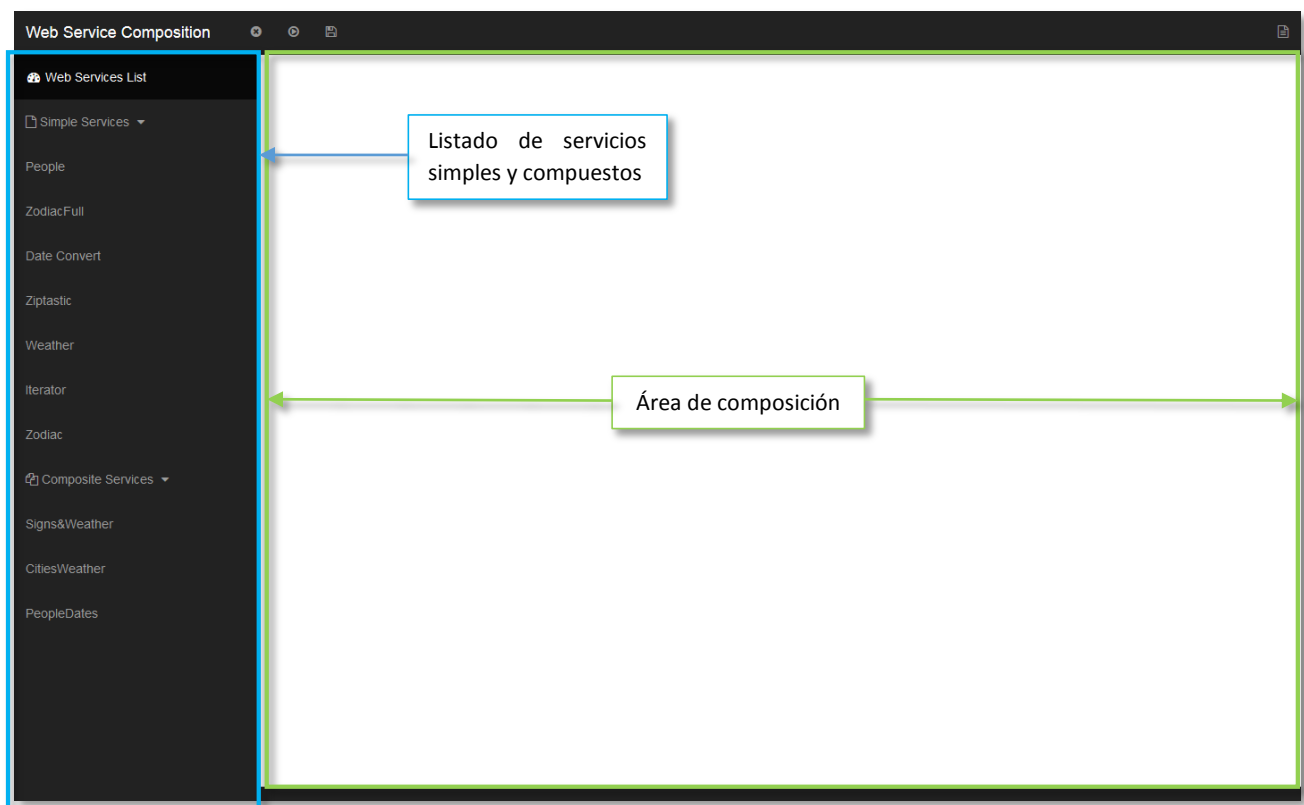 Web Service Composition
Web Services List
Simple Services
People
ZodiacFull
Date Convert
Ziptastic
Weather
Iterator
Zodiac
Composite Services
Signs&Weather
CitiesWeather
PeopleDates
Listado de servicios
simples y compuestos
Área de composición